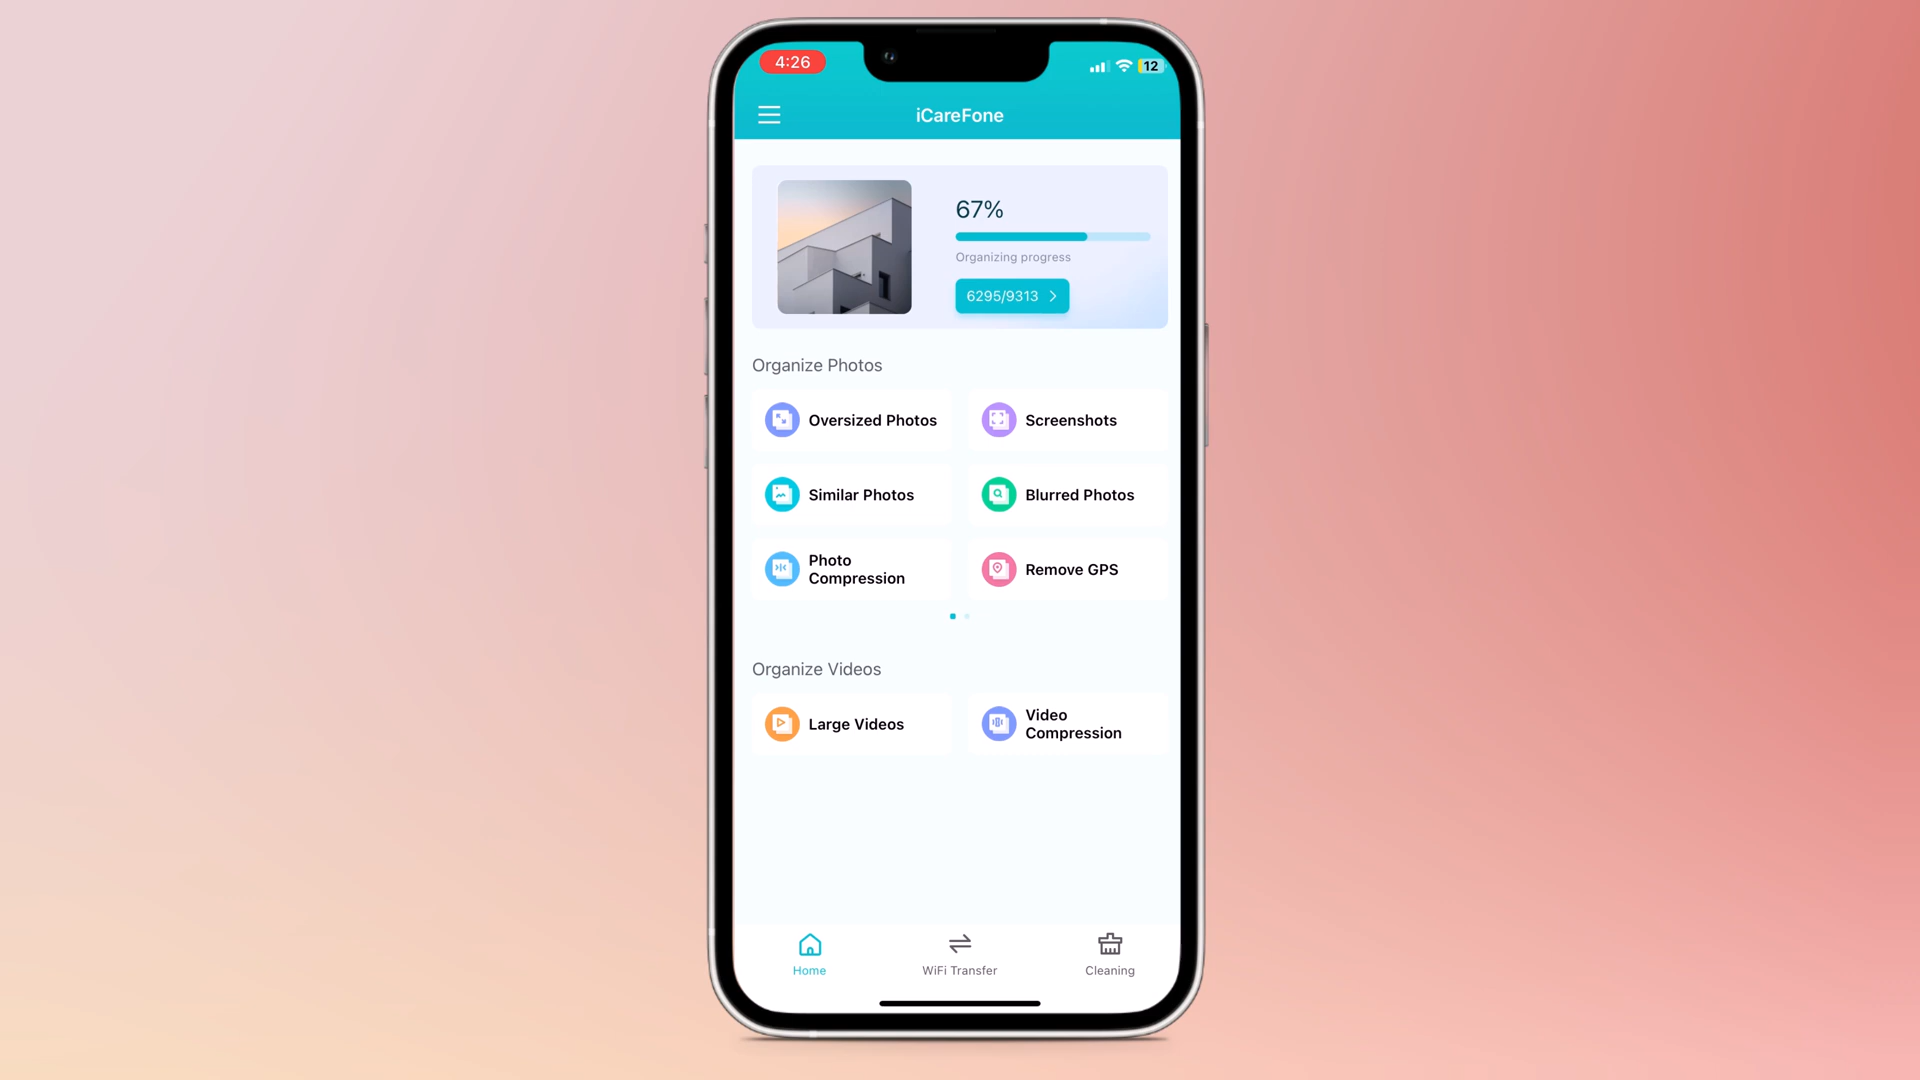 4:26
12
iCareFone
67%
Organizing progress
6295/9313
Organize Photos
Oversized Photos
Screenshots
Similar Photos
Blurred Photos
Photo
Compression
Remove GPS
Organize Videos
Large Videos
Video
Compression
Home
WiFi Transfer
Cleaning